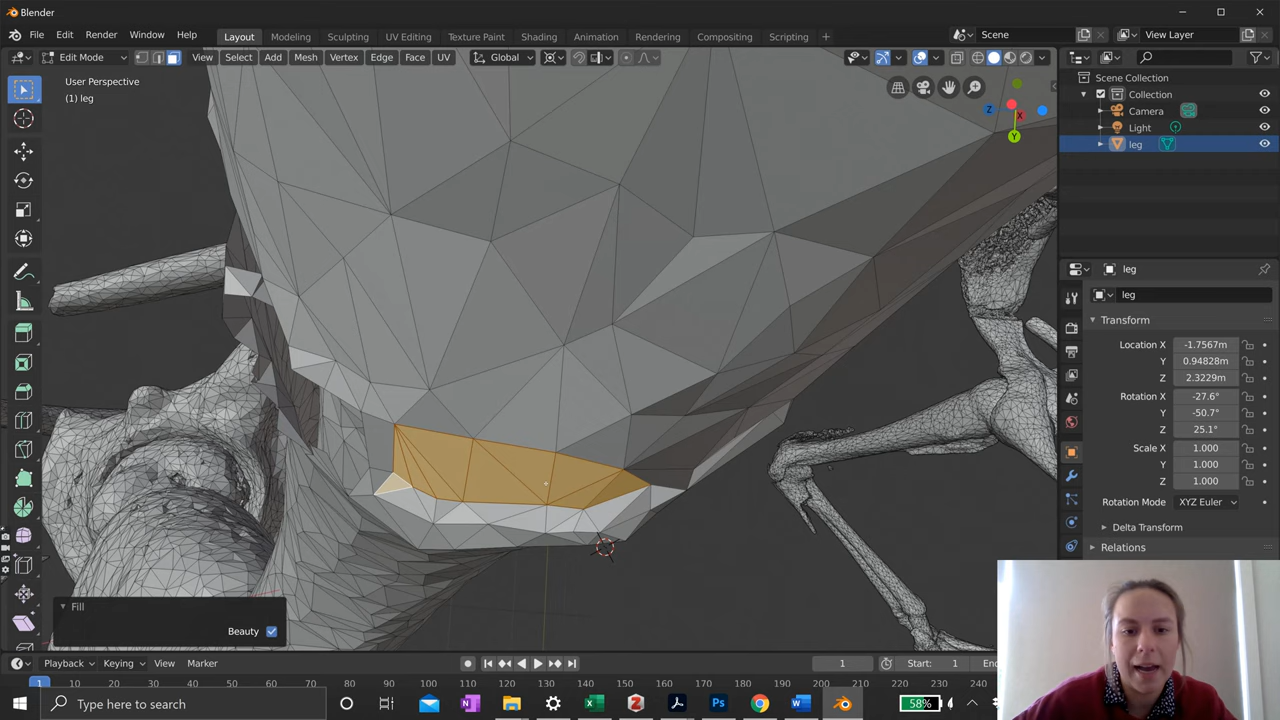 Blender
File Edit Render Window Help Layout Modeling Sculpting UV Editing Texture Paint Shading Animation Rendering Compositing Scripting + Scene View Layer
Edit Mode View Select Add Mesh Vertex Edge Face UV Global
User Perspective
(1) leg
Z X Y
Scene Collection
Collection
Camera
Light
leg
leg
leg
Transform
Location X -1.7567m
Y 0.94828m
Z 2.3229m
Rotation X -27.6°
Y -50.7°
Z 25.1°
Scale X 1.000
Y 1.000
Z 1.000
Rotation Mode XYZ Euler
Delta Transform
Relations
Fill
Beauty
Playback Keying View Marker 1 Start: 1 En
1 10 20 30 40 50 60 70 80 90 100 110 120 130 140 150 160 170 180 190 200 210 220
Type here to search 58%